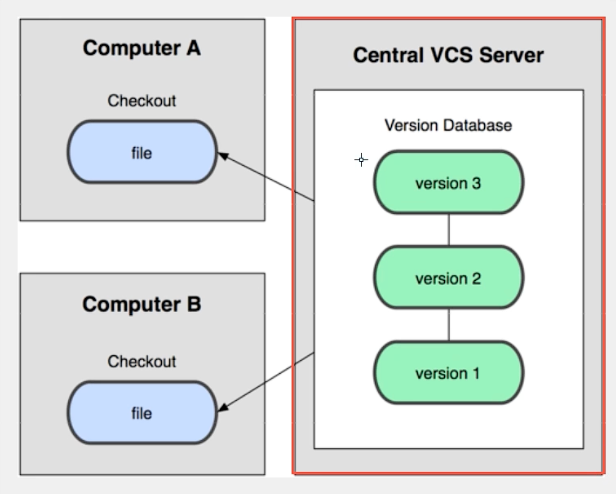 Computer A
Checkout
file
Computer B
Checkout
file
Central VCS Server
Version Database
version 3
version 2
version 1